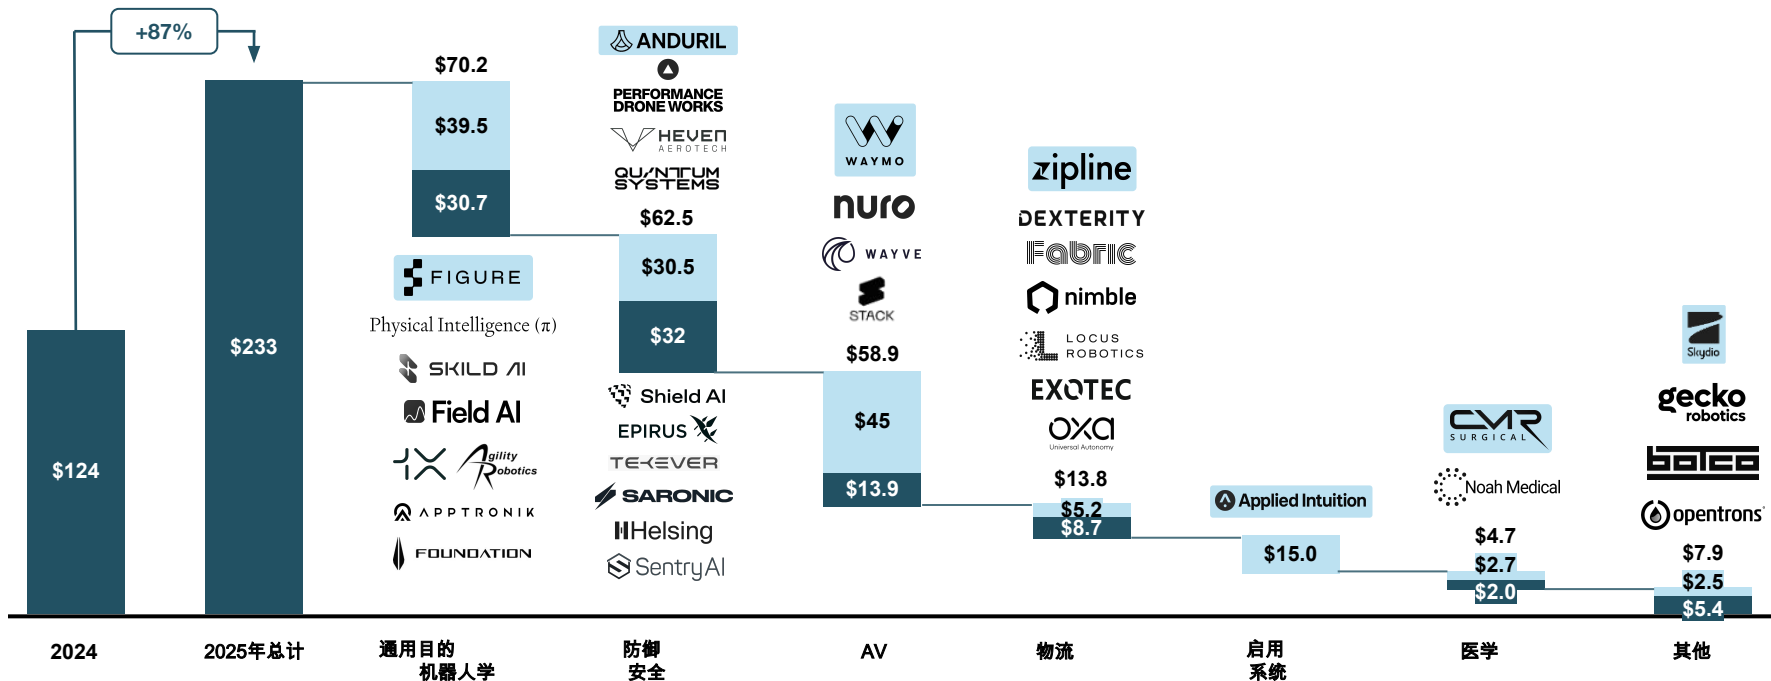 +87%
$124
$233
$70.2
$39.5
$30.7
FIGURE
Physical Intelligence (π)
SKILD AI
Field AI
1X
Agility
Robotics
APPTRONIK
FOUNDATION
ANDURIL
PERFORMANCE
DRONE WORKS
HEVEN
AEROTECH
QUANTUM
SYSTEMS
$62.5
$30.5
$32
Shield AI
EPIRUS
TEKEVER
SARONIC
Helsing
SentryAI
WAYMO
nuro
WAYVE
STACK
$58.9
$45
$13.9
zipline
DEXTERITY
Fabric
nimble
LOCUS
ROBOTICS
EXOTEC
oxa
Universal Autonomy
$13.8
$5.2
$8.7
Applied Intuition
$15.0
CMR
SURGICAL
Noah Medical
$4.7
$2.7
$2.0
Skydio
gecko
robotics
botco
opentrons
$7.9
$2.5
$5.4
2024
2025年总计
通用目的
机器人学
防御
安全
AV
物流
启用
系统
医学
其他